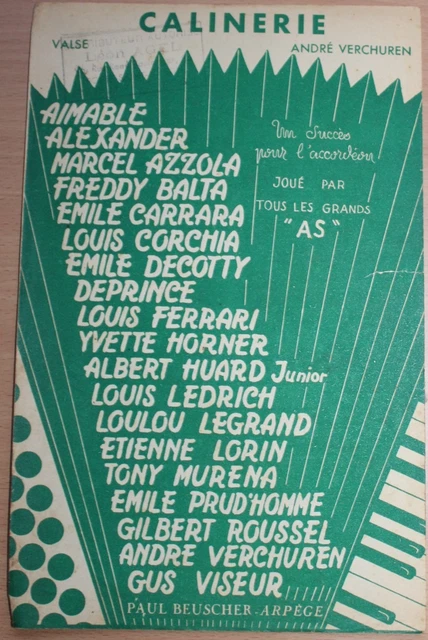 CALINERIE
VALSE
ANDRÉ VERCHUREN
AIMABLE
ALEXANDER
MARCEL AZZOLA
FREDDY BALTA
EMILE CARRARA
LOUIS CORCHIA
EMILE DECOTTY
DEPRINCE
LOUIS FERRARI
YVETTE HORNER
ALBERT HUARD Junior
LOUIS LEDRICH
LOULOU LEGRAND
ETIENNE LORIN
TONY MURENA
EMILE PRUD'HOMME
GILBERT ROUSSEL
ANDRE VERCHUREN
GUS VISEUR
Un Succès
pour l'accordéon
JOUÉ PAR
TOUS LES GRANDS
"AS"
PAUL BEUSCHER-ARPÈGE